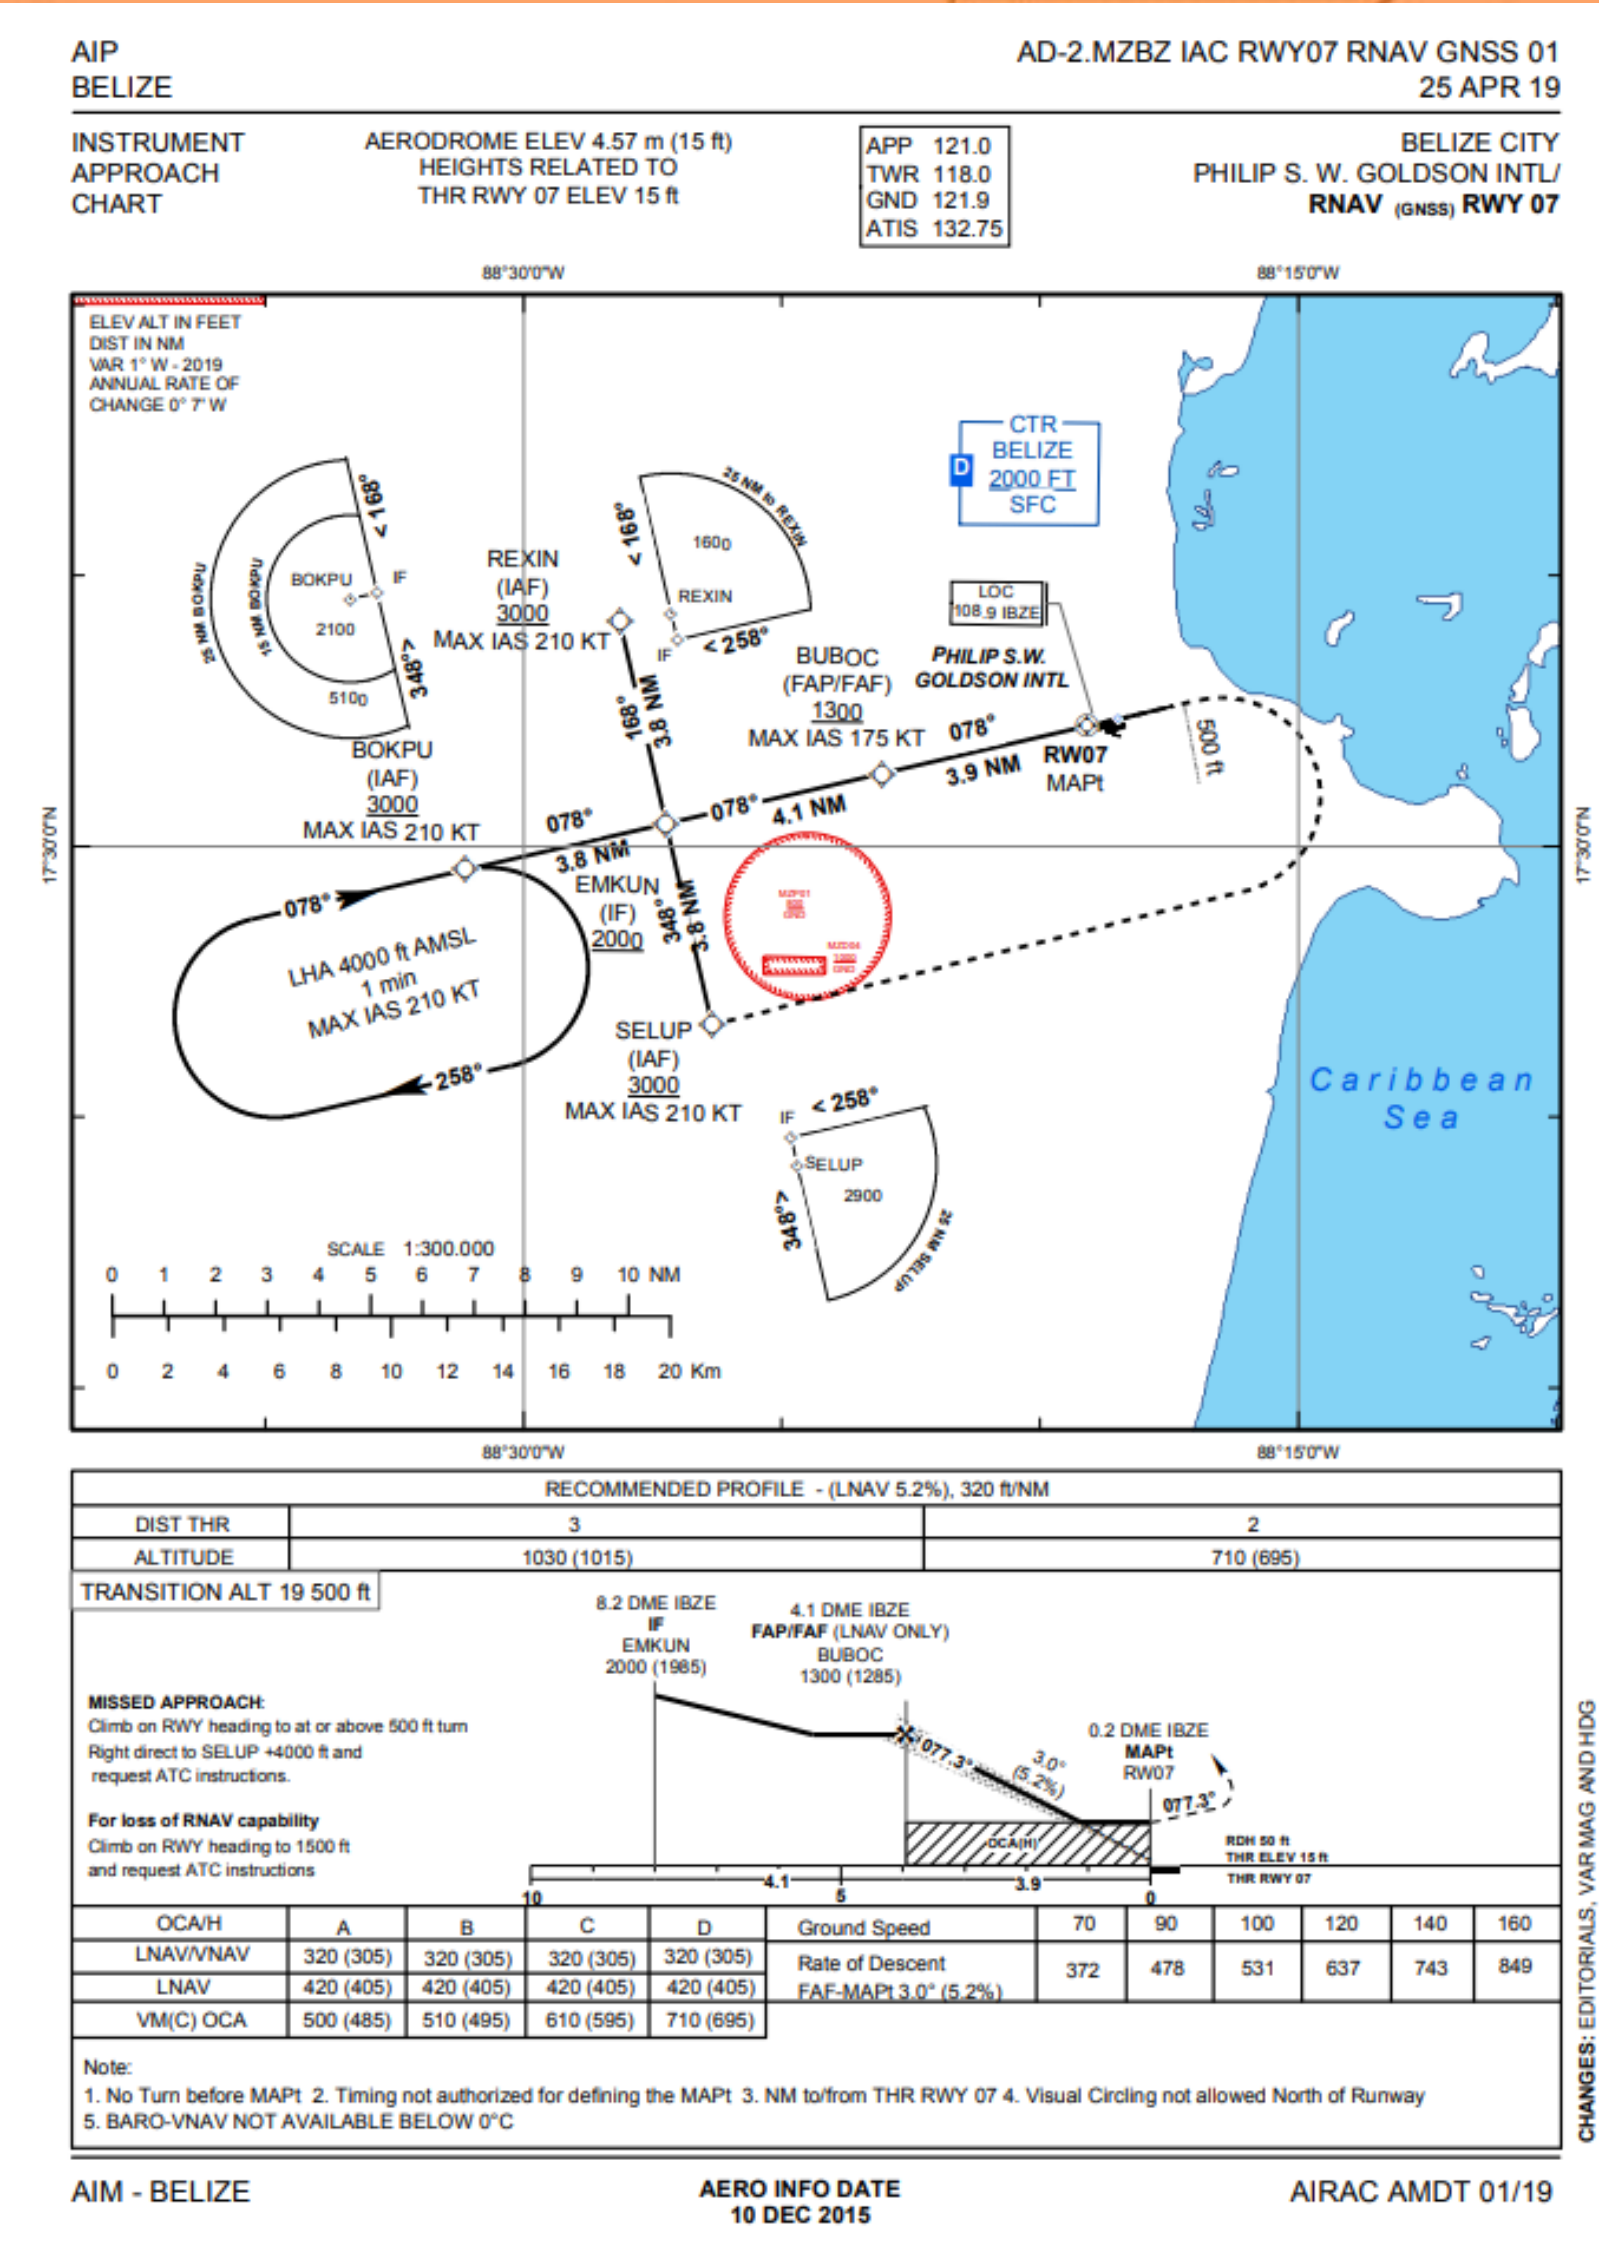 AIP
BELIZE
AD-2.MZBZ IAC RWY07 RNAV GNSS 01
25 APR 19
INSTRUMENT
APPROACH
CHART
AERODROME ELEV 4.57 m (15 ft)
HEIGHTS RELATED TO
THR RWY 07 ELEV 15 ft
APP 121.0
TWR 118.0
GND 121.9
ATIS 132.75
BELIZE CITY
PHILIP S. W. GOLDSON INTL/
RNAV (GNSS) RWY 07
88°30'0"W
88°15'0"W
ELEV ALT IN FEET
DIST IN NM
VAR 1° W - 2019
ANNUAL RATE OF
CHANGE 0° 7' W
CTR
BELIZE
D
2000 FT
SFC
25 NM BOKPU
15 NM BOKPU
< 168°
BOKPU
IF
2100
348° >
5100
REXIN
(IAF)
3000
MAX IAS 210 KT
< 168°
25 NM to REXIN
1600
REXIN
IF
< 258°
LOC
108.9 IBZE
PHILIP S.W.
GOLDSON INTL
BUBOC
(FAP/FAF)
1300
MAX IAS 175 KT
168°
3.8 NM
078°
3.9 NM
RW07
MAPt
500 ft
BOKPU
(IAF)
3000
MAX IAS 210 KT
078°
3.8 NM
078°
4.1 NM
17°30'0"N
17°30'0"N
EMKUN
(IF)
2000
348°
3.8 NM
MZP01
GND
MZD04
1000
GND
078°
LHA 4000 ft AMSL
1 min
MAX IAS 210 KT
258°
SELUP
(IAF)
3000
MAX IAS 210 KT
IF
< 258°
SELUP
2900
348° >
25 NM SELUP
Caribbean
Sea
SCALE 1:300.000
0 1 2 3 4 5 6 7 8 9 10 NM
0 2 4 6 8 10 12 14 16 18 20 Km
88°30'0"W
88°15'0"W
RECOMMENDED PROFILE - (LNAV 5.2%), 320 ft/NM
DIST THR 3 2
ALTITUDE 1030 (1015) 710 (695)
TRANSITION ALT 19 500 ft
8.2 DME IBZE
IF
EMKUN
2000 (1985)
4.1 DME IBZE
FAP/FAF (LNAV ONLY)
BUBOC
1300 (1285)
MISSED APPROACH:
Climb on RWY heading to at or above 500 ft turn
Right direct to SELUP +4000 ft and
request ATC instructions.
For loss of RNAV capability
Climb on RWY heading to 1500 ft
and request ATC instructions
077.3°
3.0°
(5.2%)
0.2 DME IBZE
MAPt
RW07
077.3°
OCA(H)
RDH 50 ft
THR ELEV 15 ft
THR RWY 07
4.1
3.9
10 5 0
OCA/H A B C D
LNAV/VNAV 320 (305) 320 (305) 320 (305) 320 (305)
LNAV 420 (405) 420 (405) 420 (405) 420 (405)
VM(C) OCA 500 (485) 510 (495) 610 (595) 710 (695)
Ground Speed 70 90 100 120 140 160
Rate of Descent
FAF-MAPt 3.0° (5.2%)
372 478 531 637 743 849
Note:
1. No Turn before MAPt 2. Timing not authorized for defining the MAPt 3. NM to/from THR RWY 07 4. Visual Circling not allowed North of Runway
5. BARO-VNAV NOT AVAILABLE BELOW 0°C
CHANGES: EDITORIALS, VAR MAG AND HDG
AIM - BELIZE
AERO INFO DATE
10 DEC 2015
AIRAC AMDT 01/19